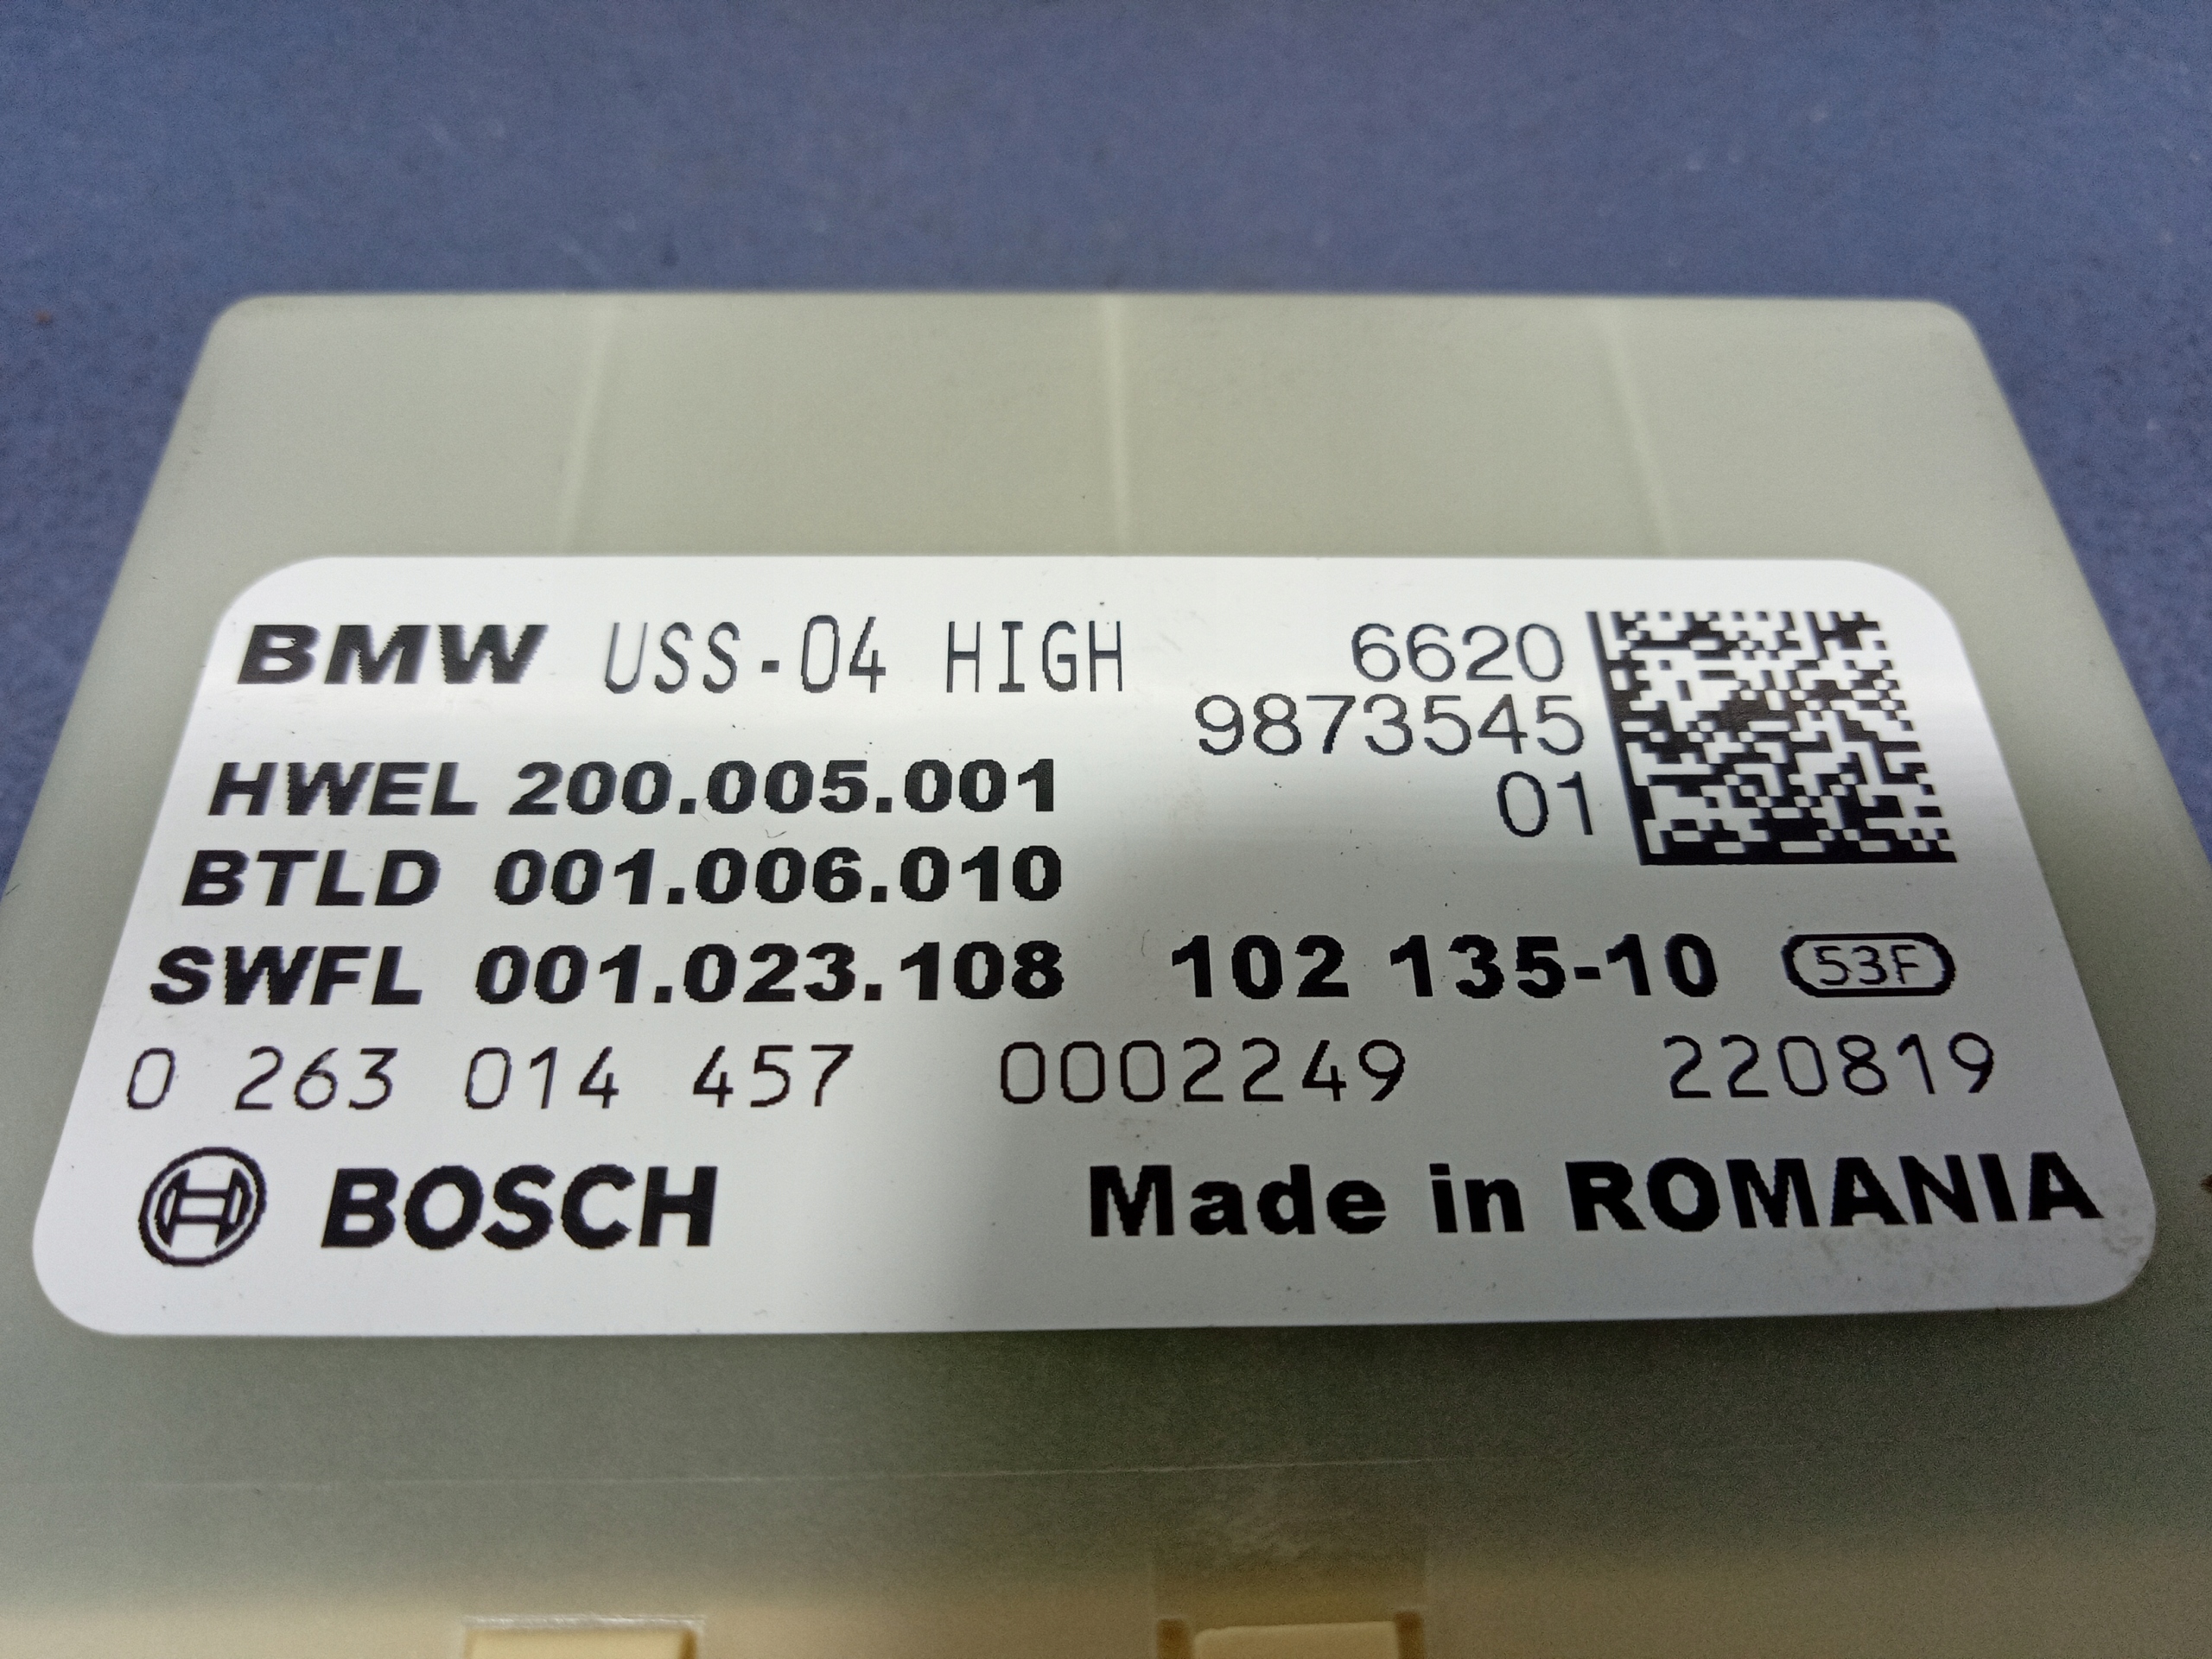 BMW USS-04 HIGH 6620
9873545
HWEL 200.005.001 01
BTLD 001.006.010
SWFL 001.023.108 102 135-10 53F
0 263 014 457 0002249 220819
BOSCH Made in ROMANIA